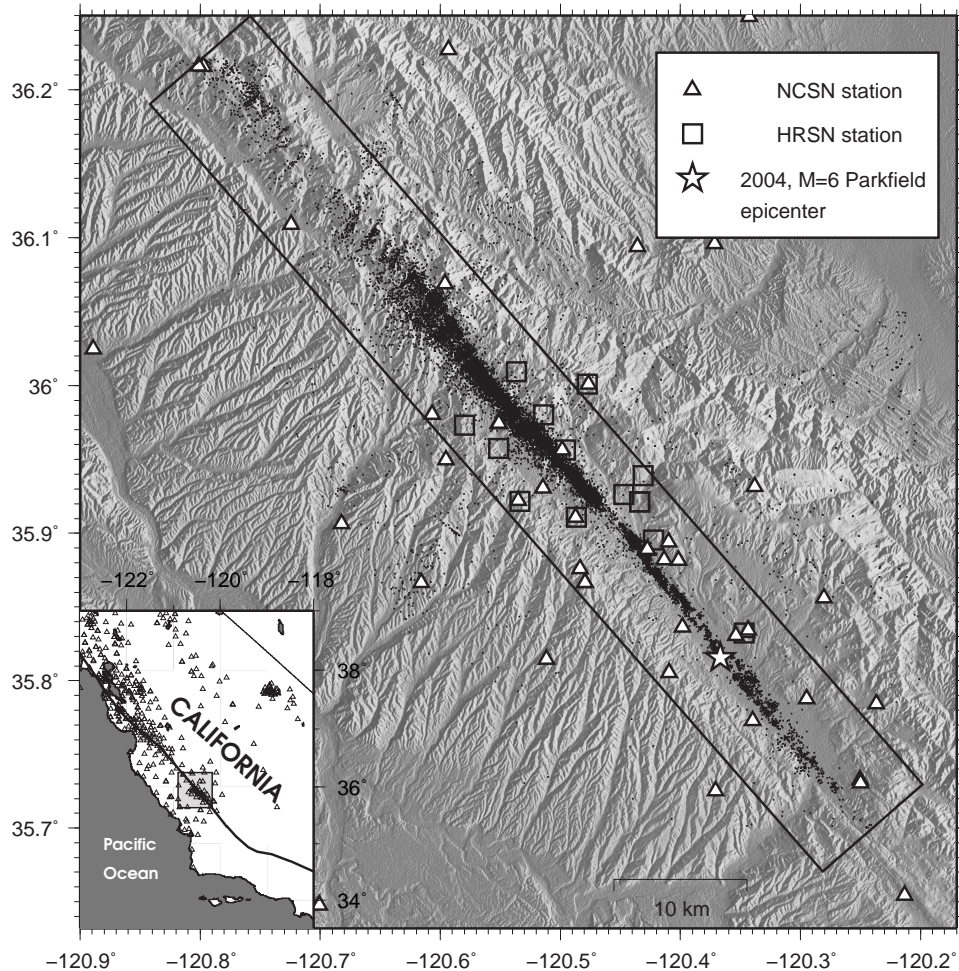 36.2°
36.1°
36°
35.9°
35.8°
35.7°
NCSN station
HRSN station
2004, M=6 Parkfield
epicenter
−122°
−120°
−118°
38°
36°
34°
CALIFORNIA
Pacific
Ocean
10 km
−120.9°
−120.8°
−120.7°
−120.6°
−120.5°
−120.4°
−120.3°
−120.2°